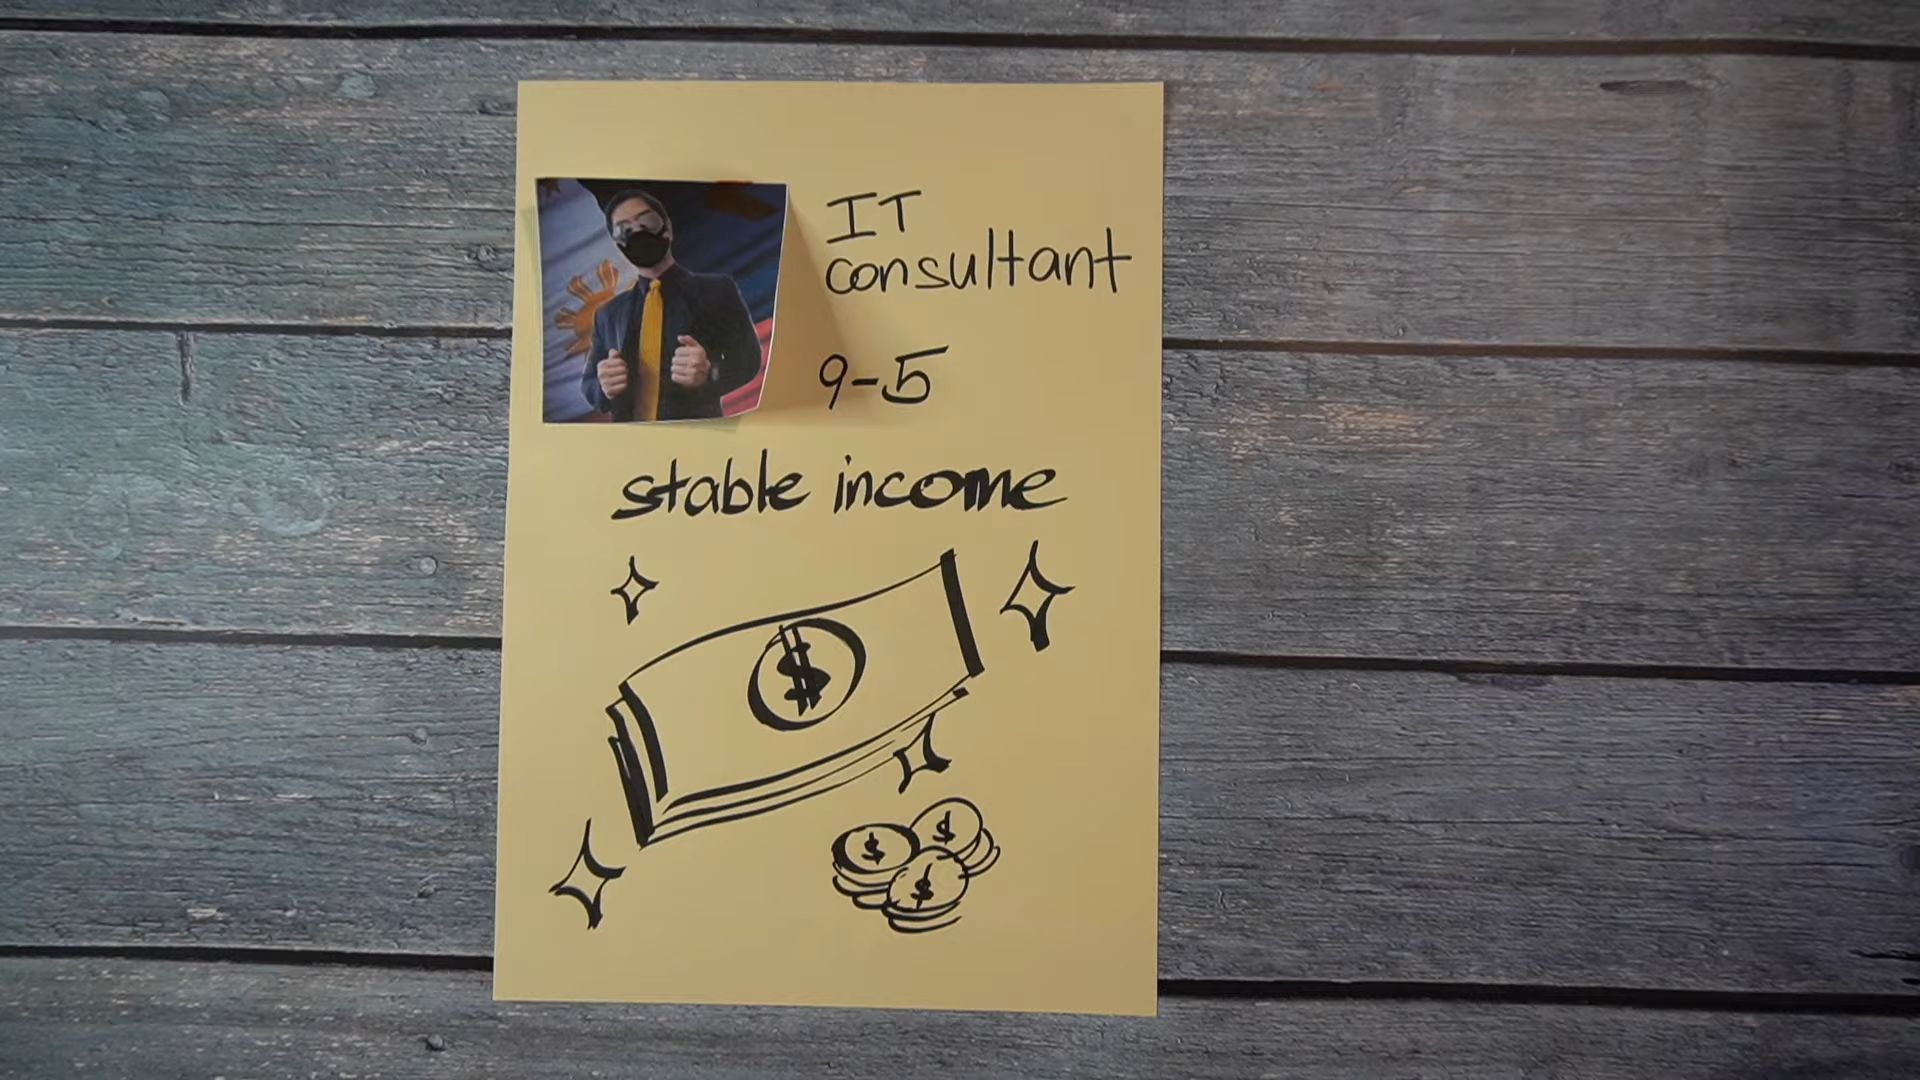 IT
consultant
9-5
stable income
$
$
$
$